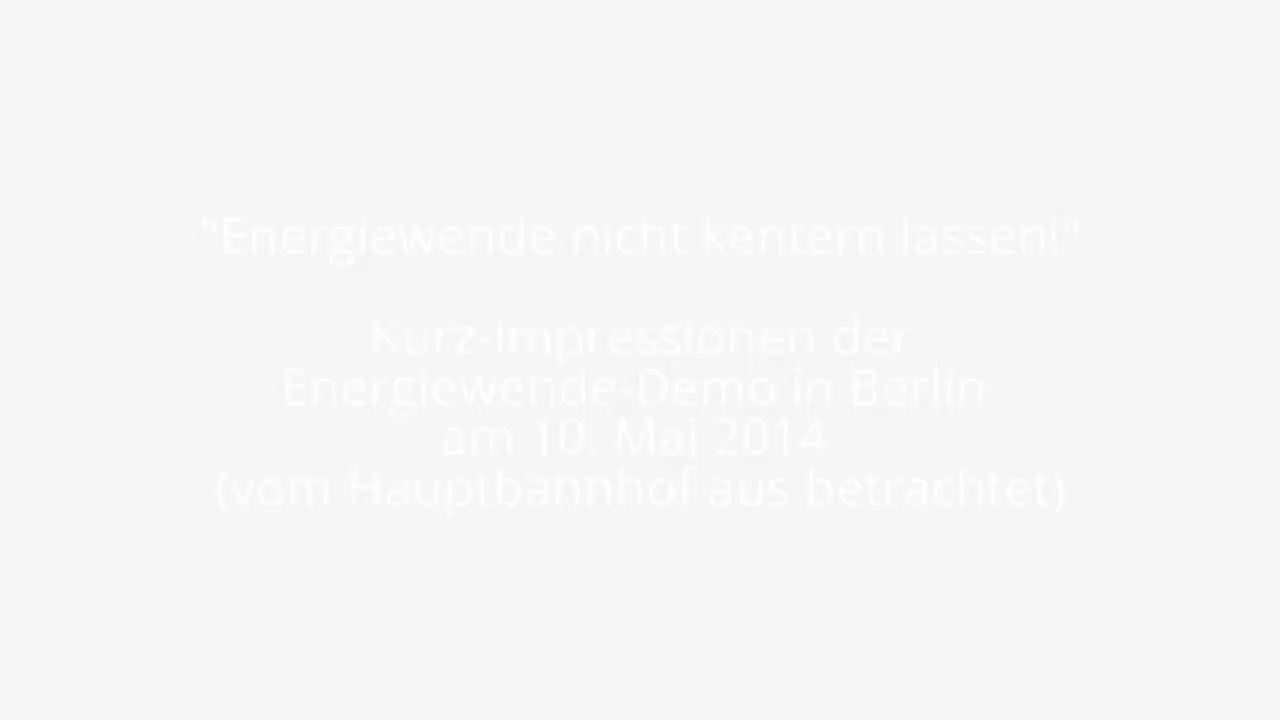 "Energiewende nicht kentern lassen!"
Kurz-Impressionen der
Energiewende-Demo in Berlin
am 10. Mai 2014
(vom Hauptbahnhof aus betrachtet)